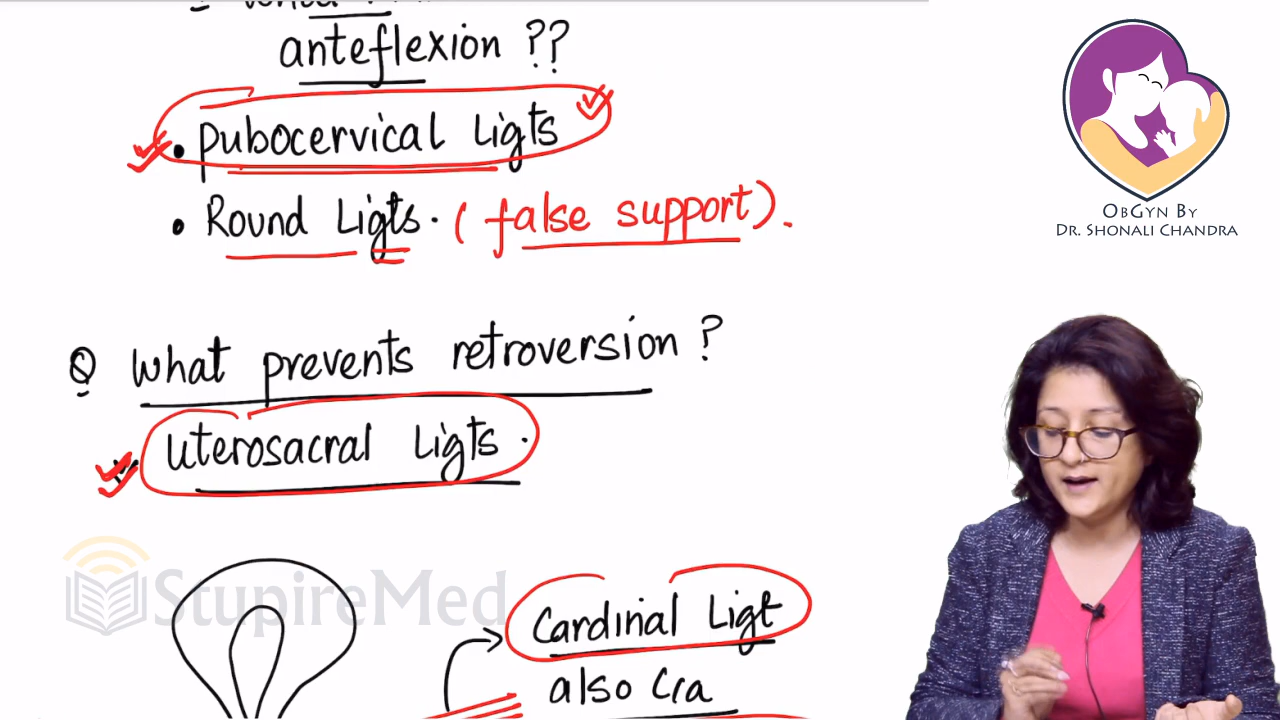 anteflexion ??
• pubocervical Ligts
• Round Ligts. (false support).
Q What prevents retroversion ?
Uterosacral Ligts.
Cardinal Ligt
also c/a
StupireMed
OBGYN BY
DR. SHONALI CHANDRA